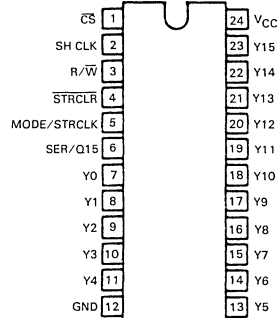 C̅S̅ 1 24 VCC
SH CLK 2 23 Y15
R/W̅ 3 22 Y14
S̅T̅R̅C̅L̅R̅ 4 21 Y13
MODE/STRCLK 5 20 Y12
SER/Q15 6 19 Y11
Y0 7 18 Y10
Y1 8 17 Y9
Y2 9 16 Y8
Y3 10 15 Y7
Y4 11 14 Y6
GND 12 13 Y5